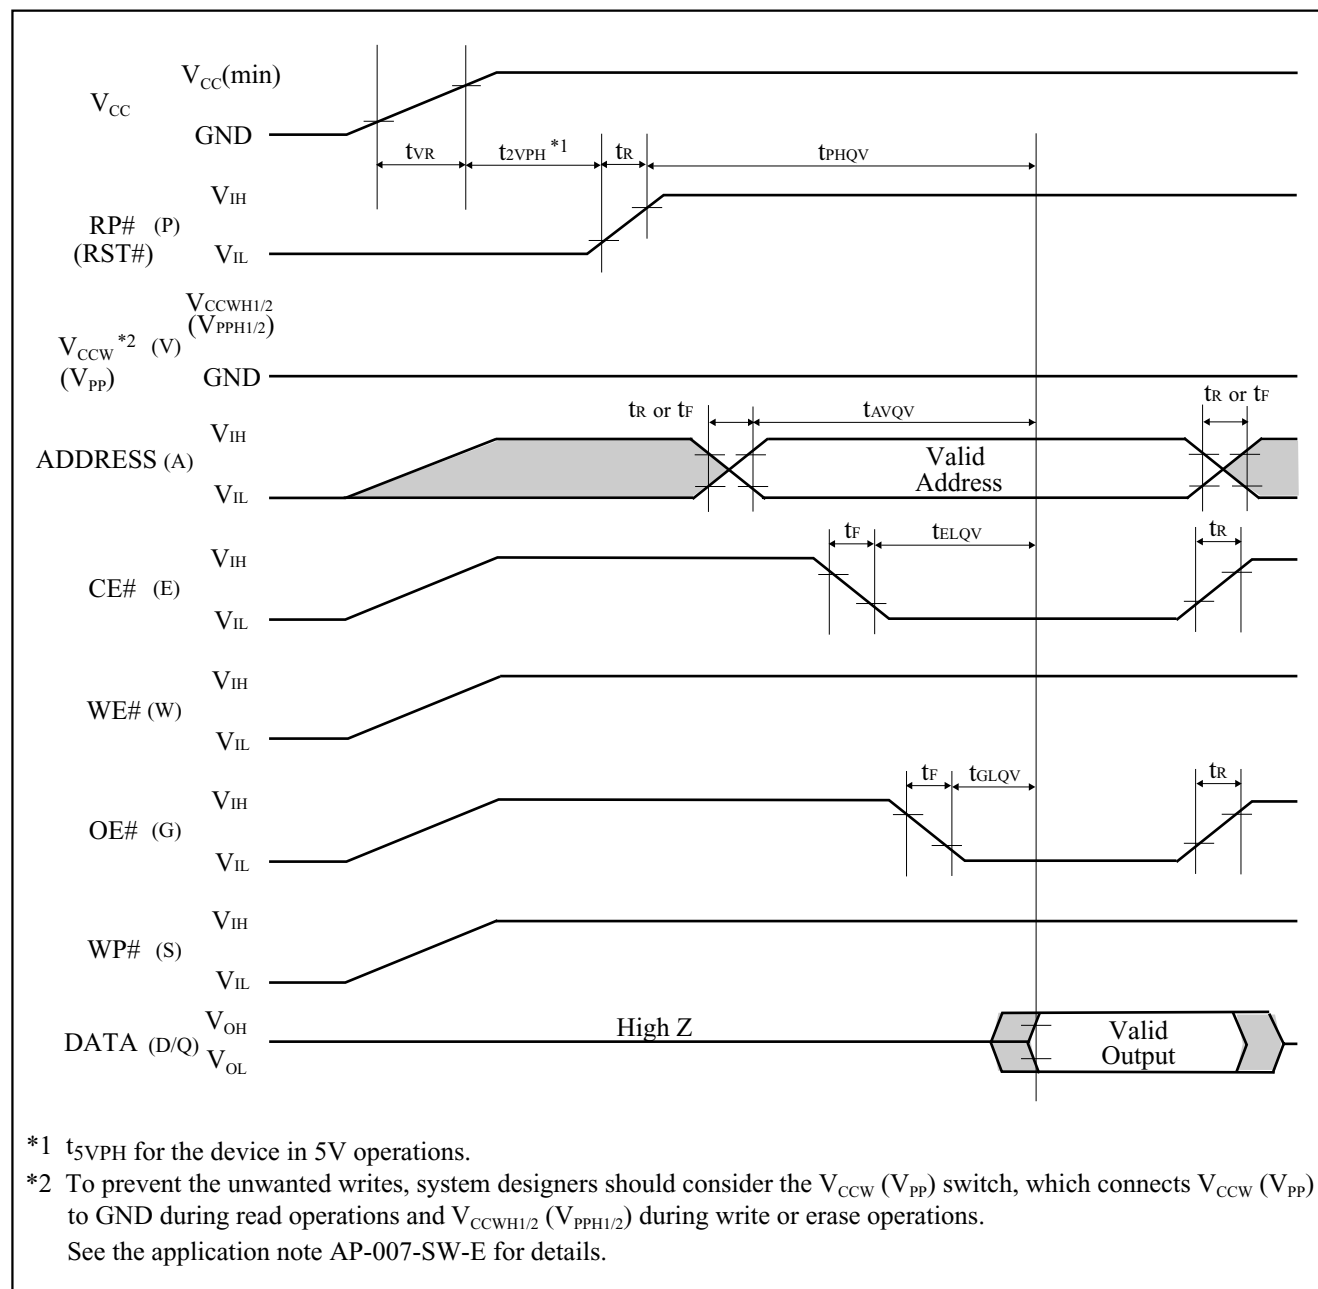 VCC(min)
VCC
GND
tVR
t2VPH *1
tR
tPHQV
VIH
RP# (P)
(RST#)
VIL
VCCWH1/2
(VPPH1/2)
VCCW *2 (V)
(VPP)
GND
tR or tF
tAVQV
tR or tF
VIH
ADDRESS (A)
Valid
Address
VIL
tF
tELQV
tR
VIH
CE# (E)
VIL
VIH
WE# (W)
VIL
tF
tGLQV
tR
VIH
OE# (G)
VIL
VIH
WP# (S)
VIL
VOH
High Z
DATA (D/Q)
Valid
Output
VOL
*1 t5VPH for the device in 5V operations.
*2 To prevent the unwanted writes, system designers should consider the VCCW (VPP) switch, which connects VCCW (VPP)
to GND during read operations and VCCWH1/2 (VPPH1/2) during write or erase operations.
See the application note AP-007-SW-E for details.